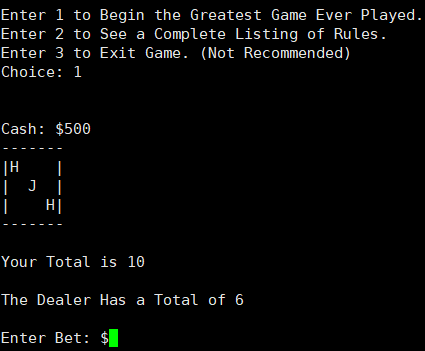 Enter 1 to Begin the Greatest Game Ever Played.
Enter 2 to See a Complete Listing of Rules.
Enter 3 to Exit Game. (Not Recommended)
Choice: 1
Cash: $500
-------
|H    |
|  J  |
|    H|
-------
Your Total is 10
The Dealer Has a Total of 6
Enter Bet: $